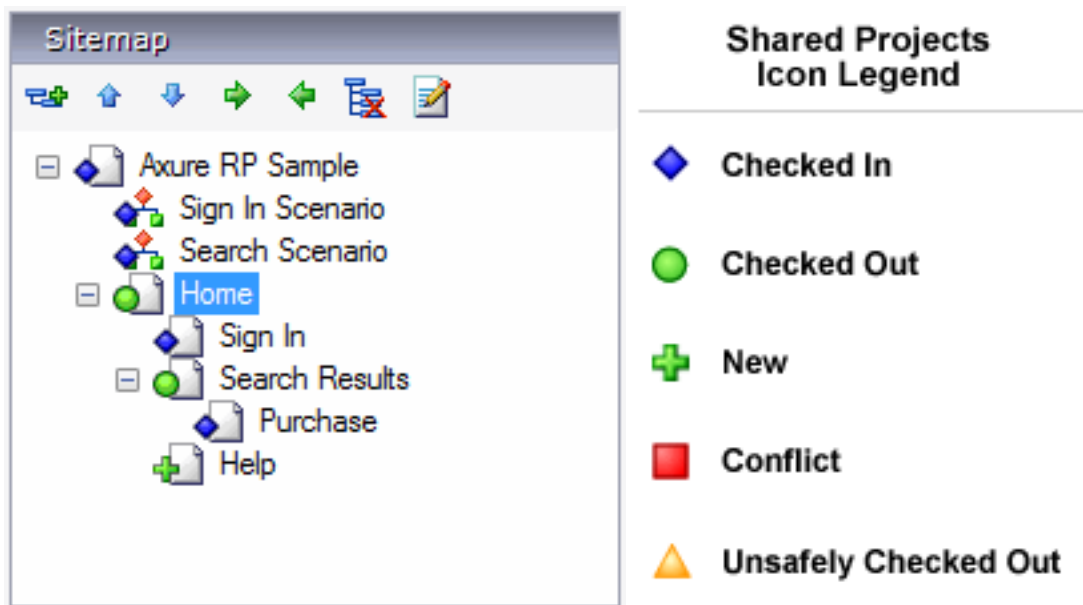 Sitemap
Axure RP Sample
Sign In Scenario
Search Scenario
Home
Sign In
Search Results
Purchase
Help
Shared Projects
Icon Legend
Checked In
Checked Out
New
Conflict
Unsafely Checked Out